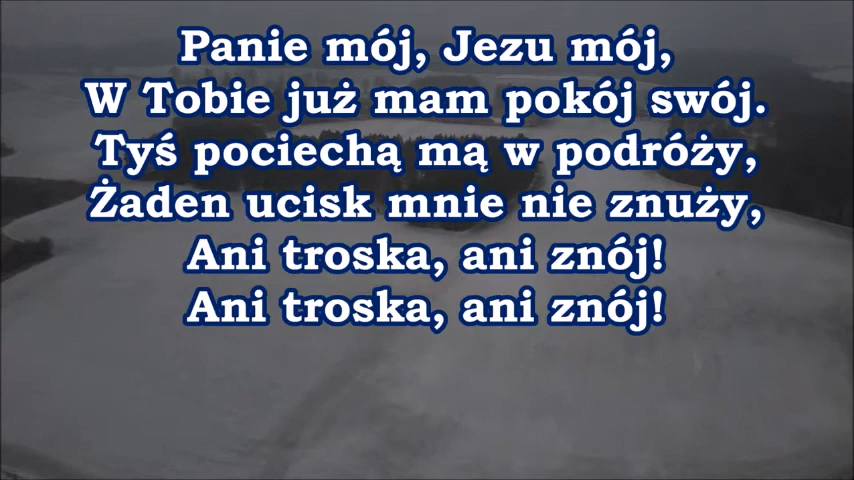 Panie mój, Jezu mój,
W Tobie już mam pokój swój.
Tyś pociechą mą w podróży,
Żaden ucisk mnie nie znuży,
Ani troska, ani znój!
Ani troska, ani znój!